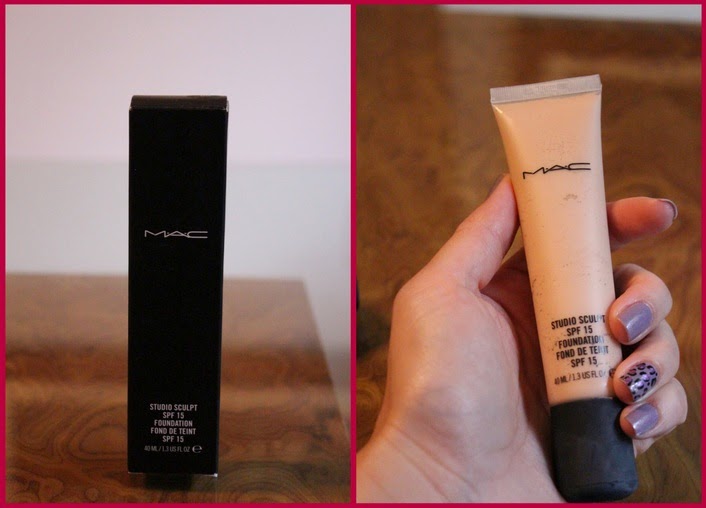 MAC
STUDIO SCULPT
SPF 15
FOUNDATION
FOND DE TEINT
SPF 15
40 ML/1.3 US FL OZ ℮
MAC
STUDIO SCULPT
SPF 15
FOUNDATION
FOND DE TEINT
SPF 15
40 ML/1.3 US FL OZ ℮